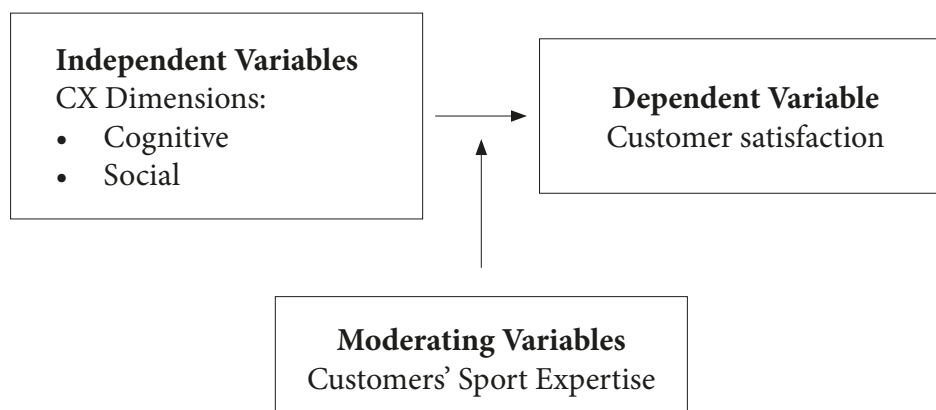 Independent Variables
CX Dimensions:
• Cognitive
• Social
Dependent Variable
Customer satisfaction
Moderating Variables
Customers’ Sport Expertise